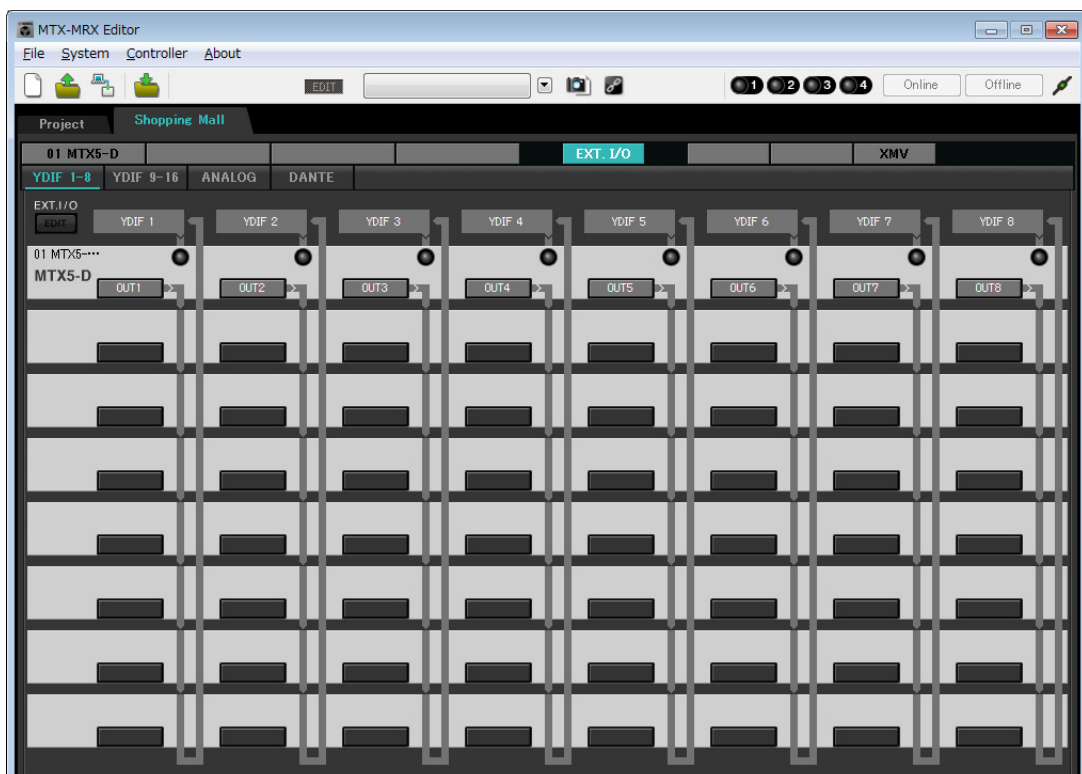 MTX-MRX Editor
File System Controller About
EDIT 1 2 3 4 Online Offline
Project Shopping Mall
01 MTX5-D EXT. I/O XMV
YDIF 1-8 YDIF 9-16 ANALOG DANTE
EXT.I/O
EDIT YDIF 1 YDIF 2 YDIF 3 YDIF 4 YDIF 5 YDIF 6 YDIF 7 YDIF 8
01 MTX5-···
MTX5-D
OUT1 OUT2 OUT3 OUT4 OUT5 OUT6 OUT7 OUT8